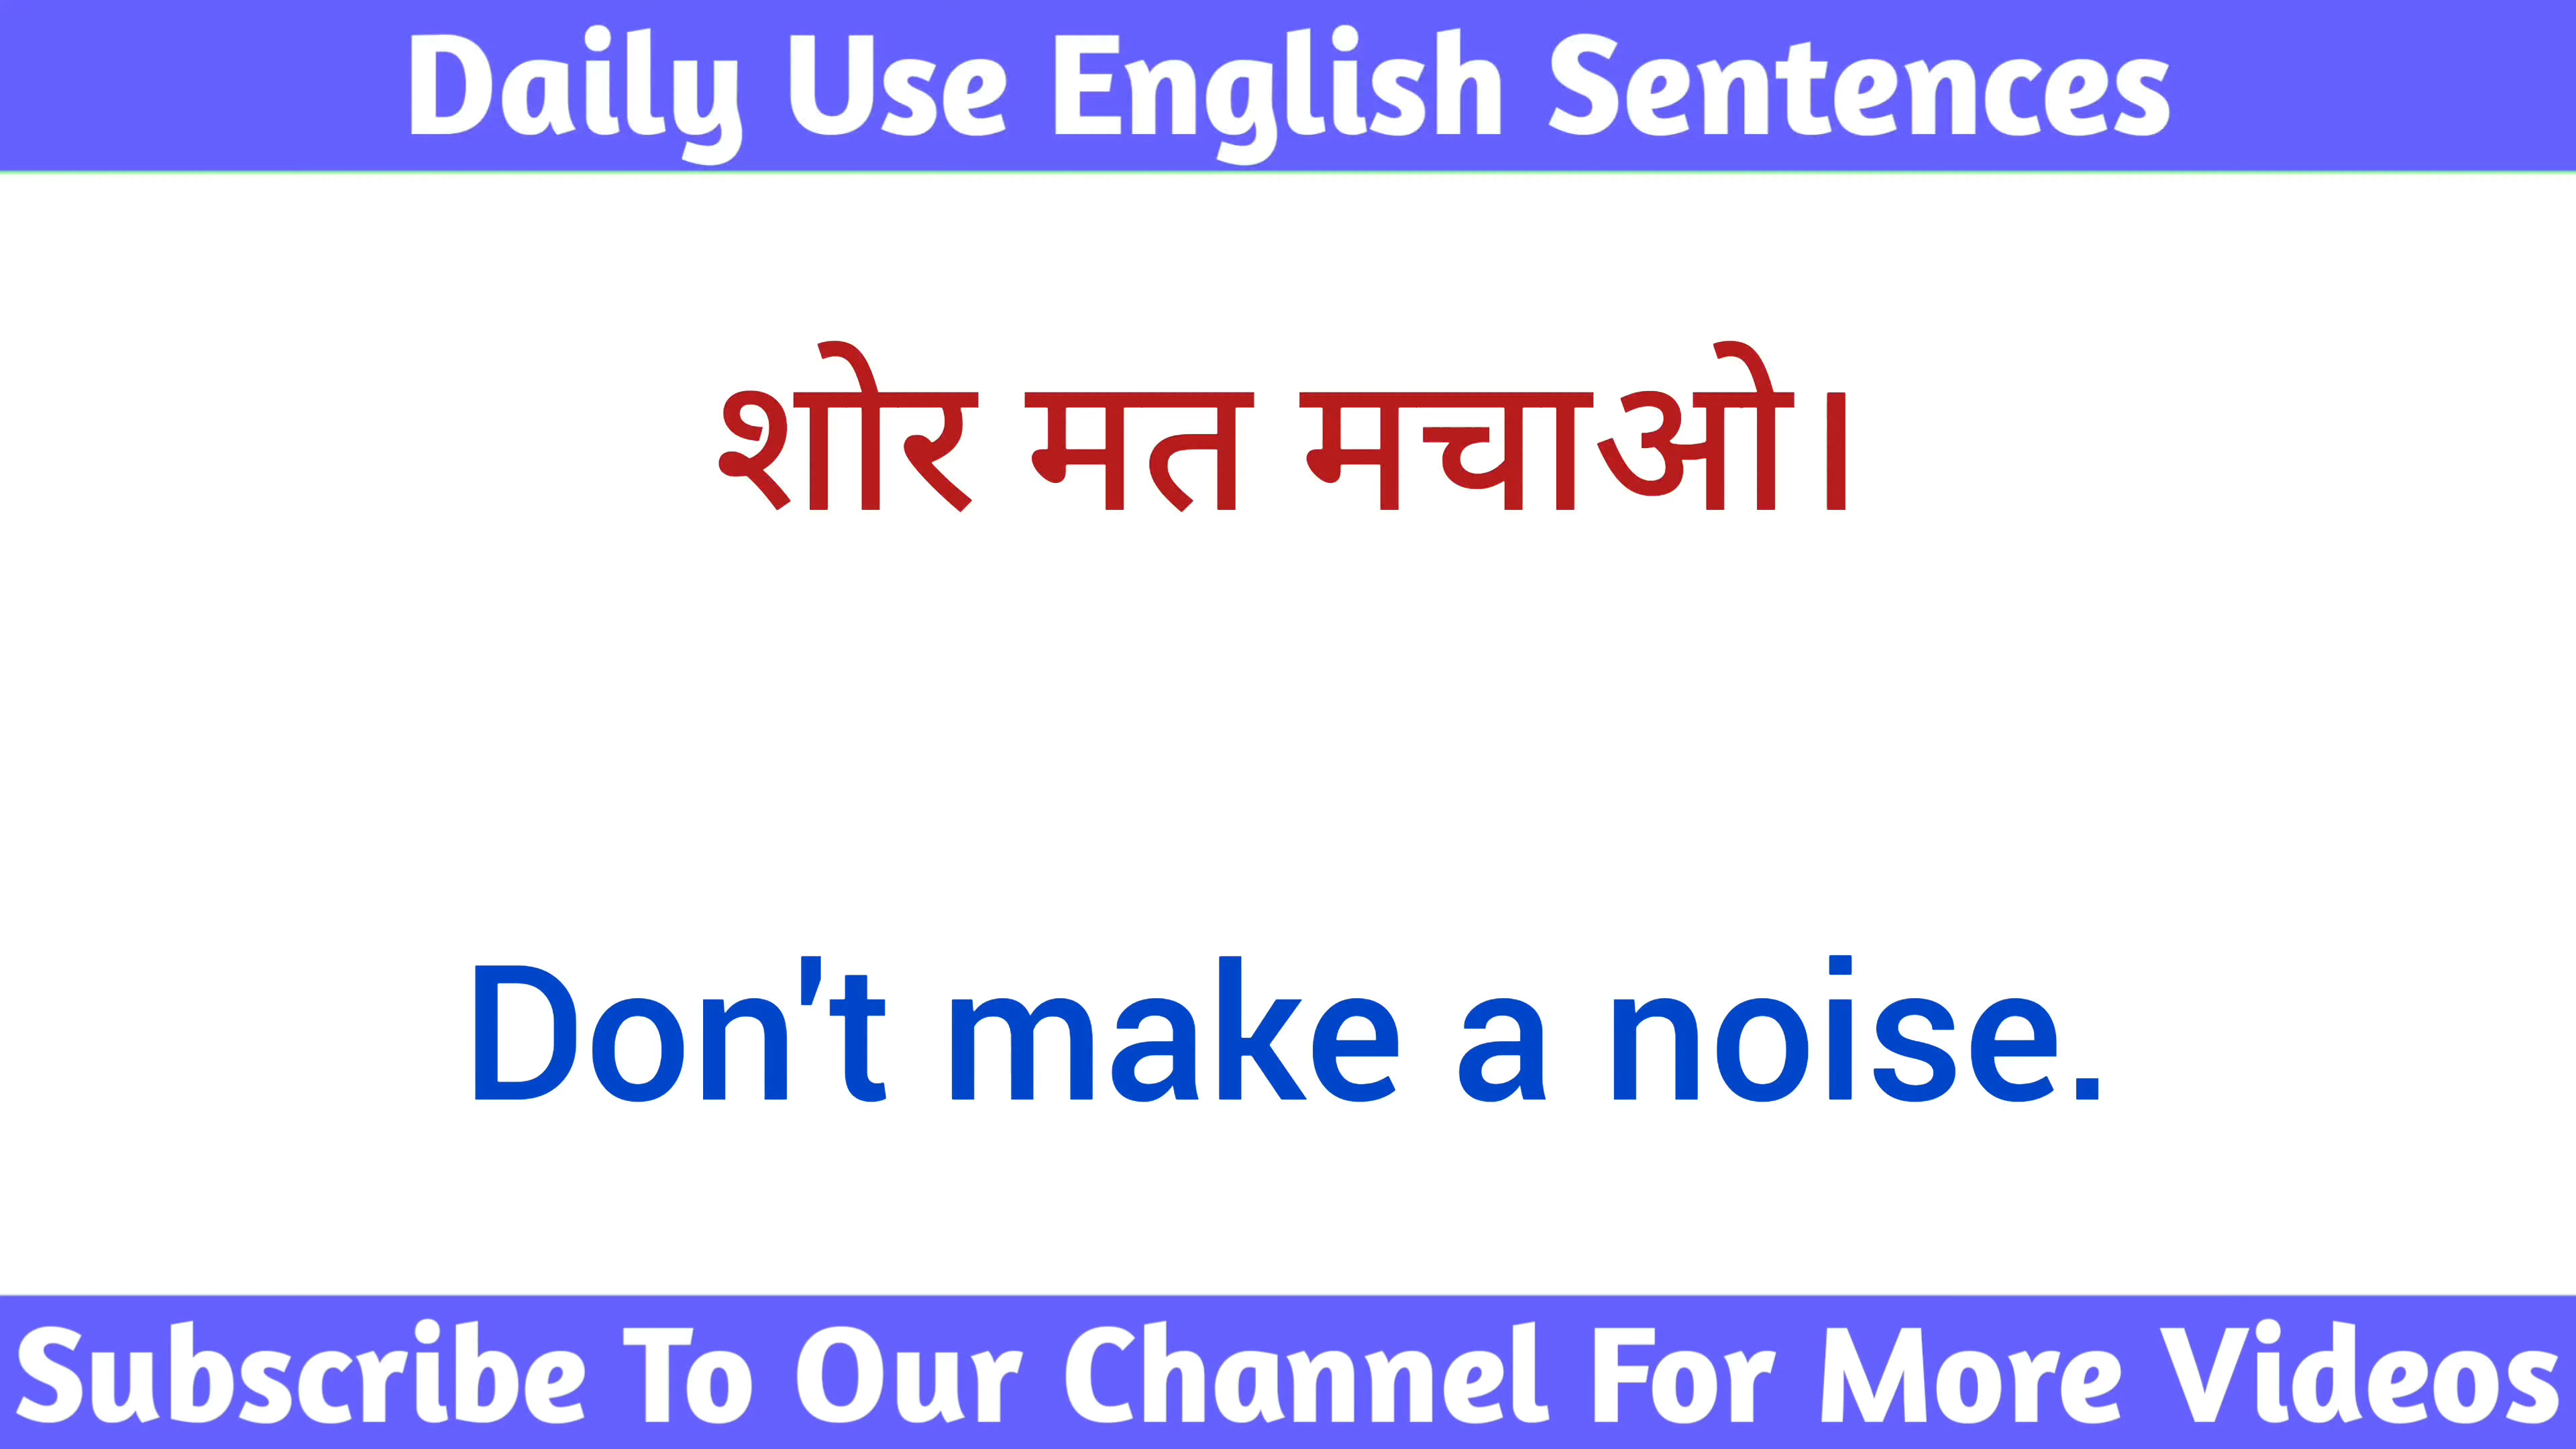 Daily Use English Sentences
शोर मत मचाओ।
Don't make a noise.
Subscribe To Our Channel For More Videos